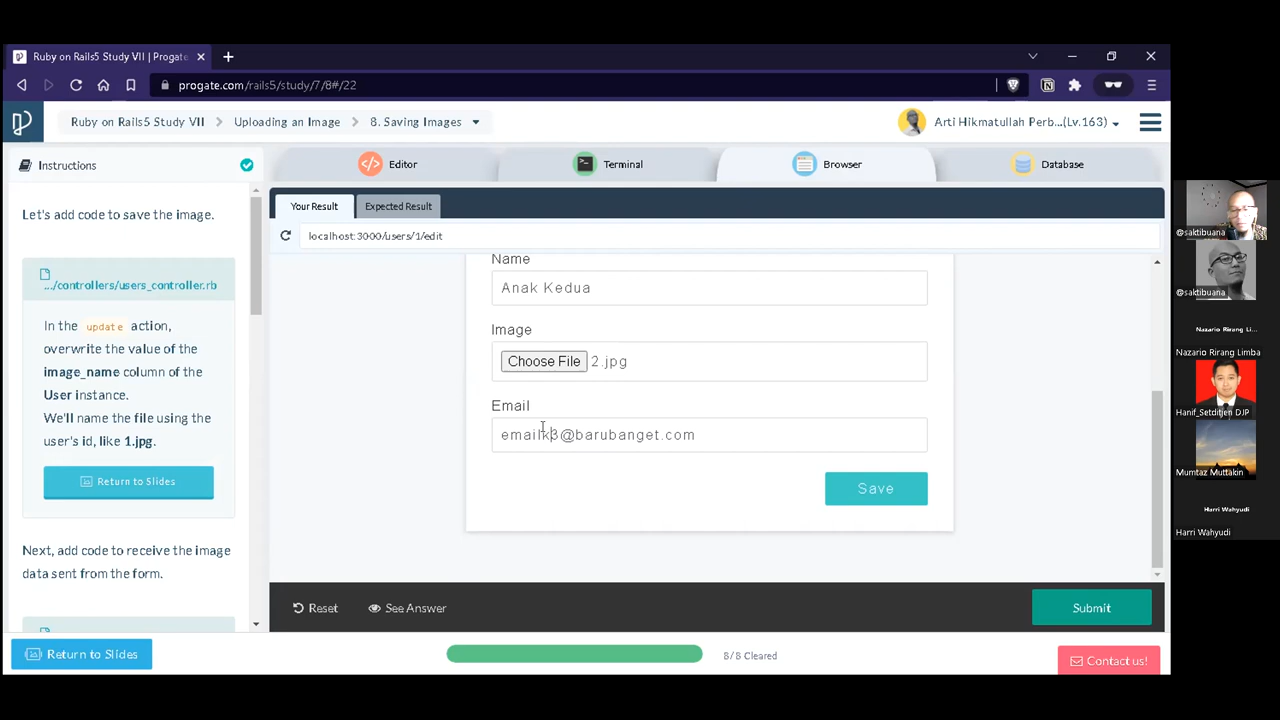 Ruby on Rails5 Study VII | Progate
progate.com/rails5/study/7/8#/22
Ruby on Rails5 Study VII
Uploading an Image
8. Saving Images
Arti Hikmatullah Perb...(Lv.163)
Instructions
Editor
Terminal
Browser
Database
Your Result
Expected Result
localhost:3000/users/1/edit
Let's add code to save the image.
.../controllers/users_controller.rb
In the update action,
overwrite the value of the
image_name column of the
User instance.
We'll name the file using the
user's id, like 1.jpg.
Return to Slides
Next, add code to receive the image
data sent from the form.
Name
Anak Kedua
Image
Choose File 2.jpg
Email
emailk3@barubanget.com
Save
Reset
See Answer
Submit
Return to Slides
8/8 Cleared
Contact us!
@saktibuana
@saktibuana
Nazario Rirang Li...
Nazario Rirang Limba
Hanif_Setditjen DJP
Mumtaz Muttakin
Harri Wahyudi
Harri Wahyudi